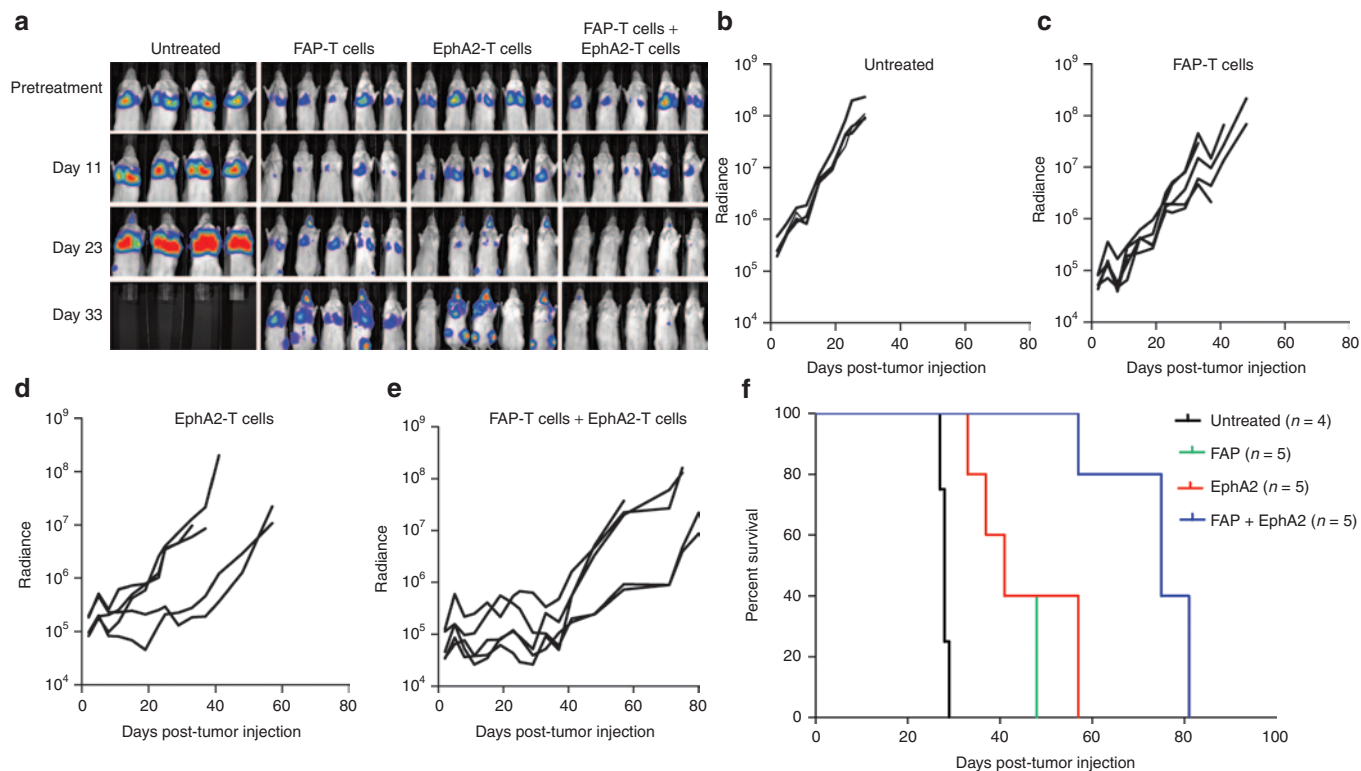 a
Untreated
FAP-T cells
EphA2-T cells
FAP-T cells +
EphA2-T cells
Pretreatment
Day 11
Day 23
Day 33
b
Untreated
10⁹
10⁸
10⁷
10⁶
10⁵
10⁴
Radiance
0 20 40 60 80
Days post-tumor injection
c
FAP-T cells
10⁹
10⁸
10⁷
10⁶
10⁵
10⁴
Radiance
0 20 40 60 80
Days post-tumor injection
d
EphA2-T cells
10⁹
10⁸
10⁷
10⁶
10⁵
10⁴
Radiance
0 20 40 60 80
Days post-tumor injection
e
FAP-T cells + EphA2-T cells
10⁹
10⁸
10⁷
10⁶
10⁵
10⁴
Radiance
0 20 40 60 80
Days post-tumor injection
f
100
80
60
40
20
0
Percent survival
0 20 40 60 80 100
Days post-tumor injection
Untreated (n = 4)
FAP (n = 5)
EphA2 (n = 5)
FAP + EphA2 (n = 5)